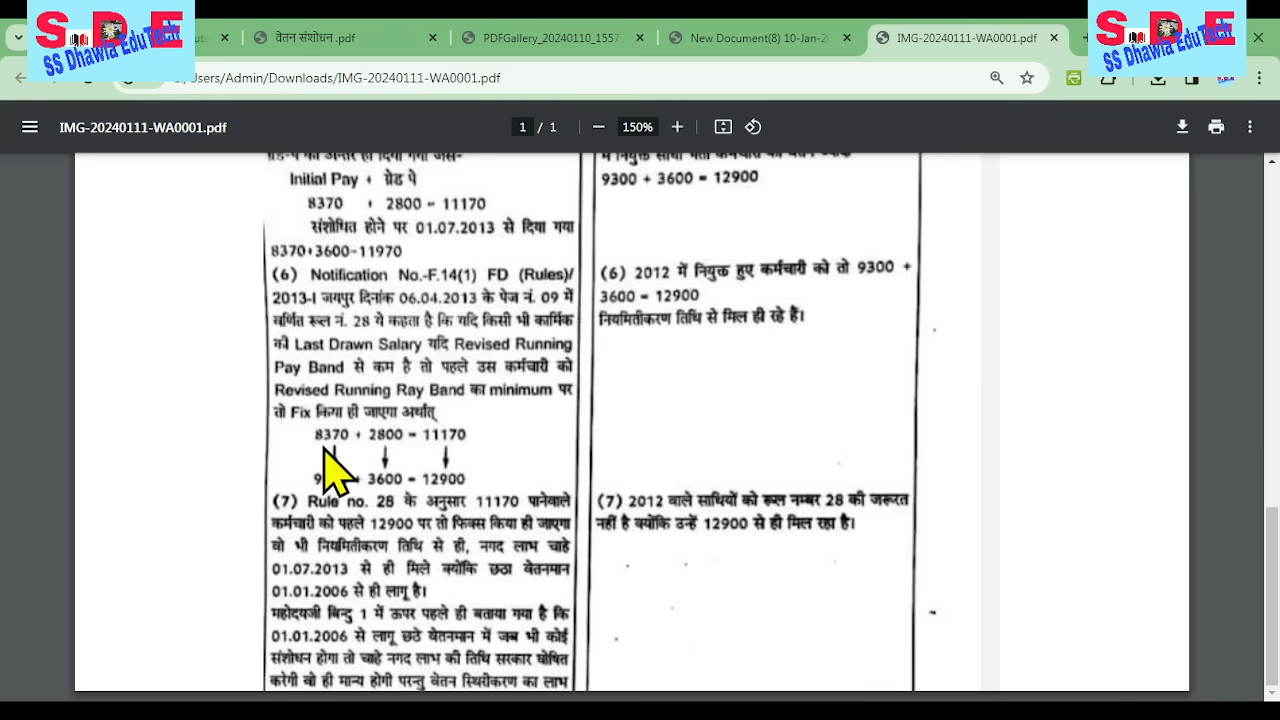 S D E
SS Dhawla EduTech
वेतन संशोधन .pdf
PDFGallery_20240110_1557
New Document(8) 10-Jan-20
IMG-20240111-WA0001.pdf
S D E
SS Dhawla EduTech
/Users/Admin/Downloads/IMG-20240111-WA0001.pdf
IMG-20240111-WA0001.pdf
1 / 1
150%
Initial Pay + ग्रेड पे
8370 + 2800 = 11170
संशोधित होने पर 01.07.2013 से दिया गया
8370+3600=11970
(6) Notification No.-F.14(1) FD (Rules)/
2013-I जयपुर दिनांक 06.04.2013 के पेज नं. 09 में
वर्णित रूल नं. 28 ये कहता है कि यदि किसी भी कार्मिक
की Last Drawn Salary यदि Revised Running
Pay Band से कम है तो पहले उस कर्मचारी को
Revised Running Ray Band का minimum पर
तो Fix किया ही जाएगा अर्थात्
8370 + 2800 = 11170
3600 = 12900
(7) Rule no. 28 के अनुसार 11170 पानेवाले
कर्मचारी को पहले 12900 पर तो फिक्स किया ही जाएगा
वो भी नियमितीकरण तिथि से ही, नगद लाभ चाहे
01.07.2013 से ही मिले क्योंकि छठा वेतनमान
01.01.2006 से ही लागू है।
महोदयजी बिन्दु 1 में ऊपर पहले ही बताया गया है कि
01.01.2006 से लागू छठे वेतनमान में जब भी कोई
संशोधन होगा तो चाहे नगद लाभ की तिथि सरकार घोषित
करेगी वो ही मान्य होगी परन्तु वेतन स्थिरीकरण का लाभ
9300 + 3600 = 12900
(6) 2012 में नियुक्त हुए कर्मचारी को तो 9300 +
3600 = 12900
नियमितीकरण तिथि से मिल ही रहे हैं।
(7) 2012 वाले साथियों को रूल नम्बर 28 की जरूरत
नहीं है क्योंकि उन्हें 12900 से ही मिल रहा है।